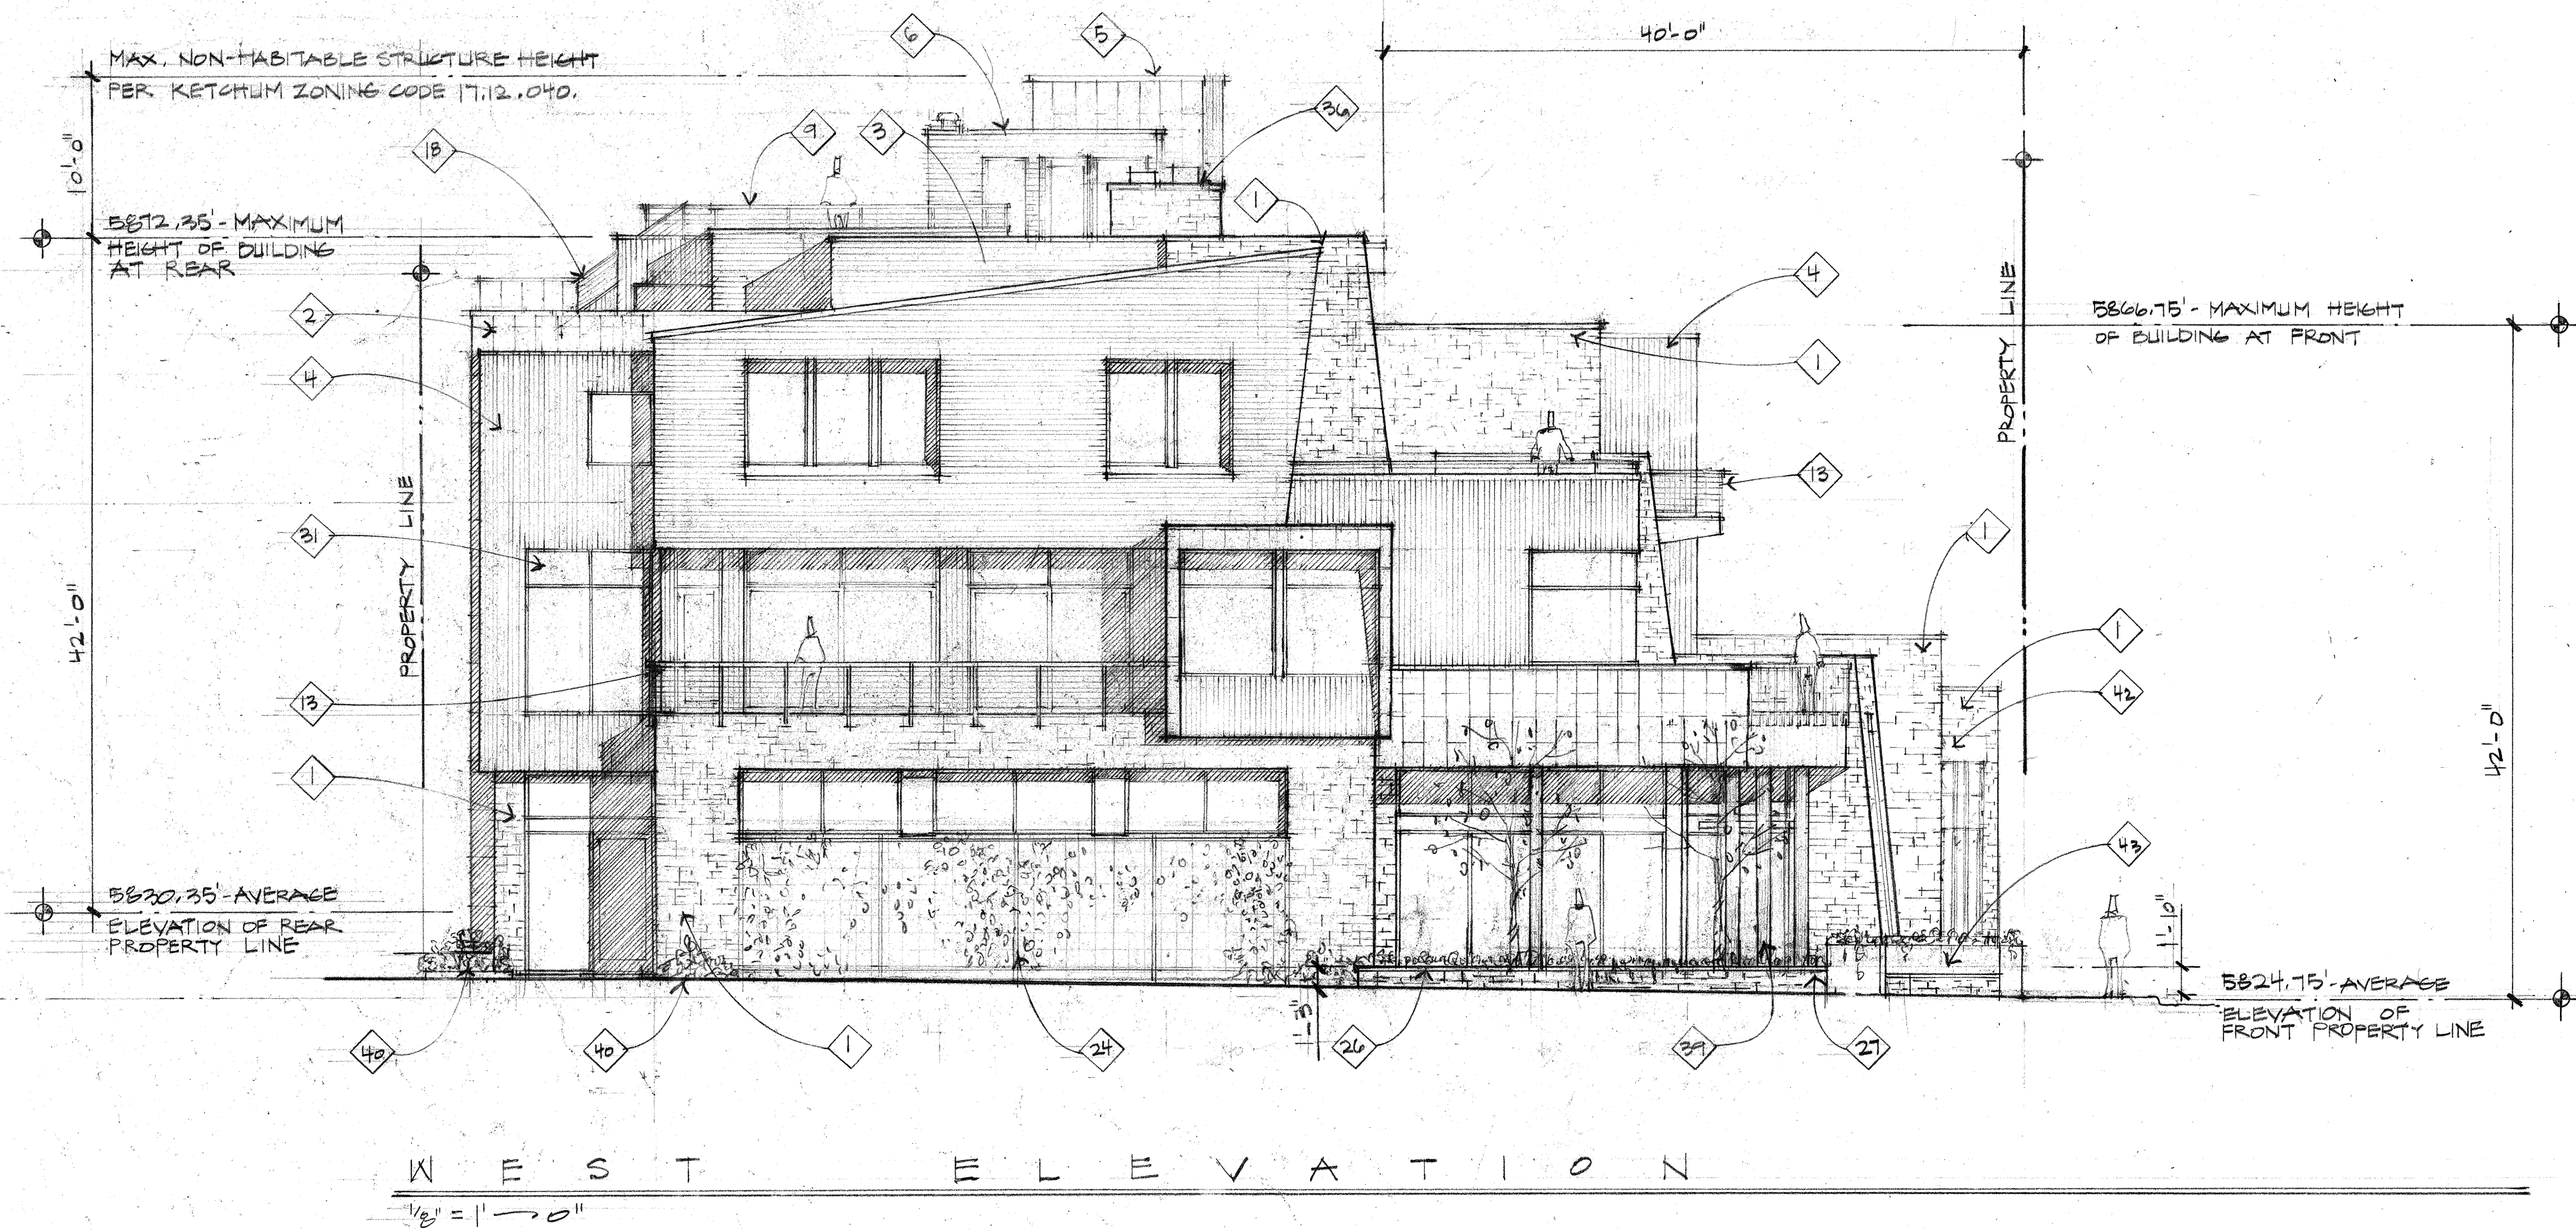 MAX. NON-HABITABLE STRUCTURE HEIGHT
PER KETCHUM ZONING CODE 17.12.040.
40'-0"
6
5
36
9
3
18
1
10'-0"
5872.35'- MAXIMUM
HEIGHT OF BUILDING
AT REAR
4
2
PROPERTY LINE
5866.75'- MAXIMUM HEIGHT
OF BUILDING AT FRONT
1
4
13
31
1
PROPERTY LINE
42'-0"
1
42
13
42'-0"
1
43
5830.35'- AVERAGE
ELEVATION OF REAR
PROPERTY LINE
1'-10"
5824.75'- AVERAGE
ELEVATION OF
FRONT PROPERTY LINE
40
40
1
24
26
39
27
WEST ELEVATION
1/8" = 1'-0"